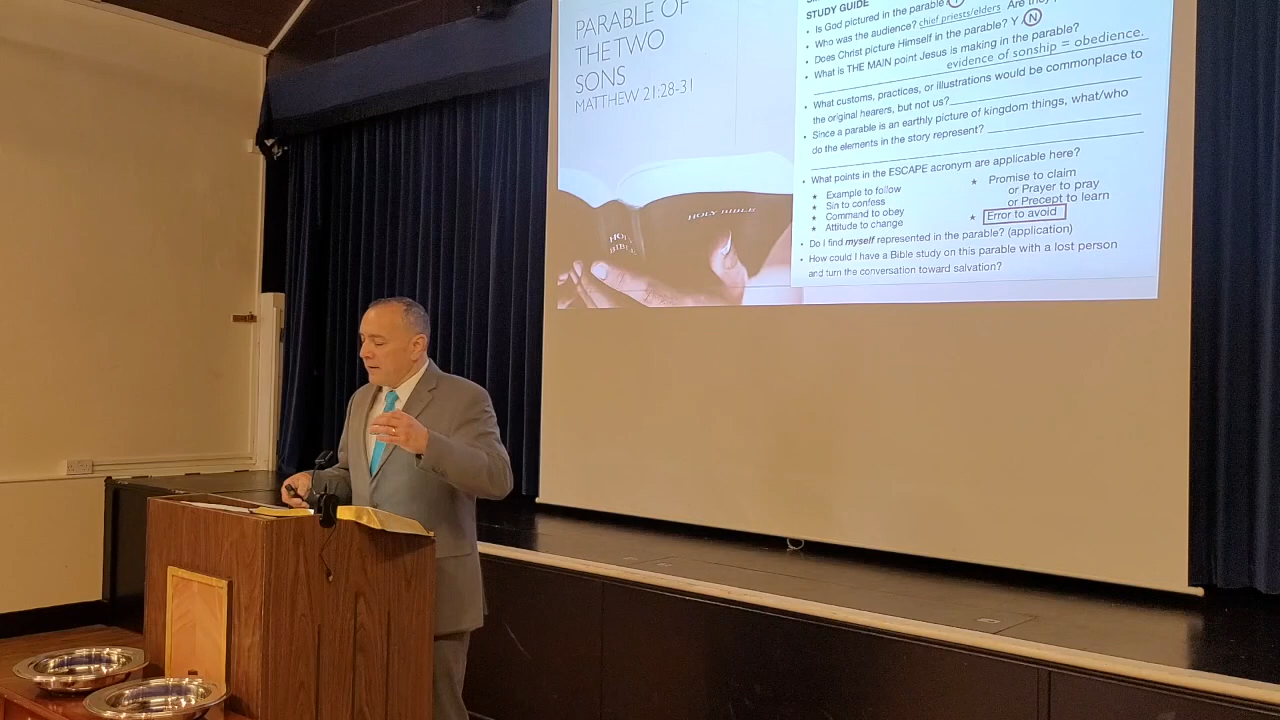 PARABLE OF
THE TWO
SONS
MATTHEW 21:28-31
HOLY BIBLE
HOLY
BIBLE
STUDY GUIDE
• Is God pictured in the parable
• Who was the audience? chief priests/elders. Are they
• Does Christ picture Himself in the parable? Y N
• What is THE MAIN point Jesus is making in the parable?
evidence of sonship = obedience.
• What customs, practices, or illustrations would be commonplace to
the original hearers, but not us?
• Since a parable is an earthly picture of kingdom things, what/who
do the elements in the story represent?
• What points in the ESCAPE acronym are applicable here?
★ Example to follow
★ Sin to confess
★ Command to obey
★ Attitude to change
★ Promise to claim
or Prayer to pray
or Precept to learn
★ Error to avoid
• Do I find myself represented in the parable? (application)
• How could I have a Bible study on this parable with a lost person
and turn the conversation toward salvation?